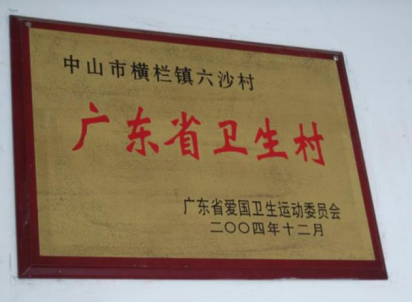 中山市横栏镇六沙村
广东省卫生村
广东省爱国卫生运动委员会
二〇〇四年十二月